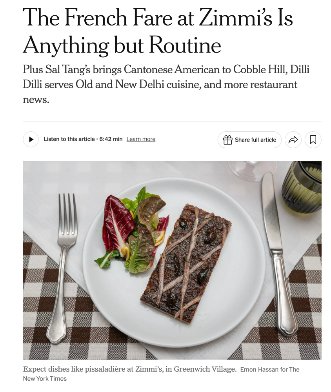 The French Fare at Zimmi's Is
Anything but Routine
Plus Sal Tang's brings Cantonese American to Cobble Hill, Dilli
Dilli serves Old and New Delhi cuisine, and more restaurant
news.
Listen to this article · 8:42 min Learn more
Share full article
Expect dishes like pissaladière at Zimmi's, in Greenwich Village. Emon Hassan for The
New York Times